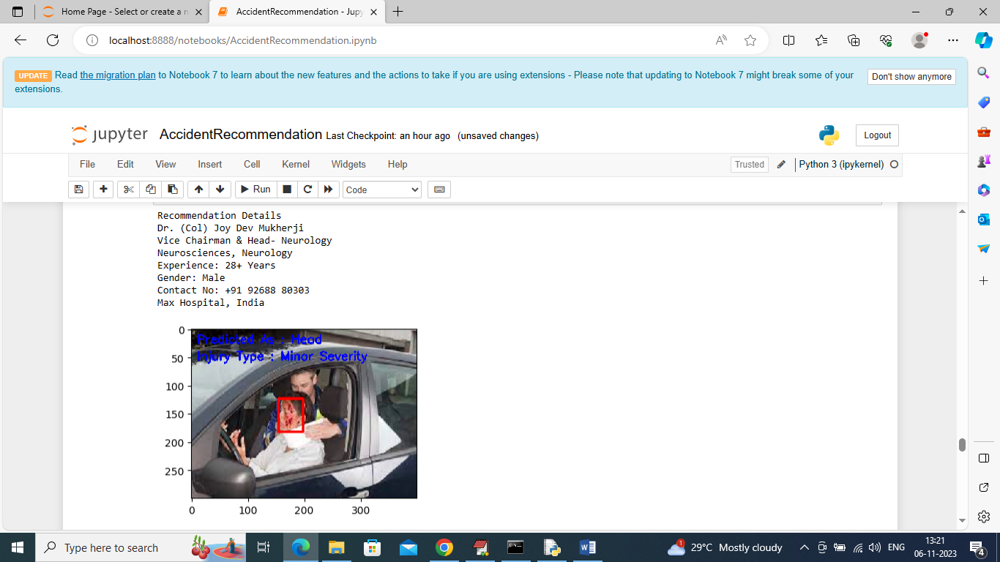 Home Page - Select or create a n
AccidentRecommendation - Jupy
localhost:8888/notebooks/AccidentRecommendation.ipynb
UPDATE Read the migration plan to Notebook 7 to learn about the new features and the actions to take if you are using extensions - Please note that updating to Notebook 7 might break some of your
extensions.
Don't show anymore
jupyter AccidentRecommendation Last Checkpoint: an hour ago (unsaved changes)
Logout
File Edit View Insert Cell Kernel Widgets Help
Trusted Python 3 (ipykernel)
Run Code
Recommendation Details
Dr. (Col) Joy Dev Mukherji
Vice Chairman & Head- Neurology
Neurosciences, Neurology
Experience: 28+ Years
Gender: Male
Contact No: +91 92688 80303
Max Hospital, India
Predicted As : Head
Injury Type : Minor Severity
0
50
100
150
200
250
0 100 200 300
Type here to search
1 29°C Mostly cloudy
ENG
13:21
06-11-2023
4